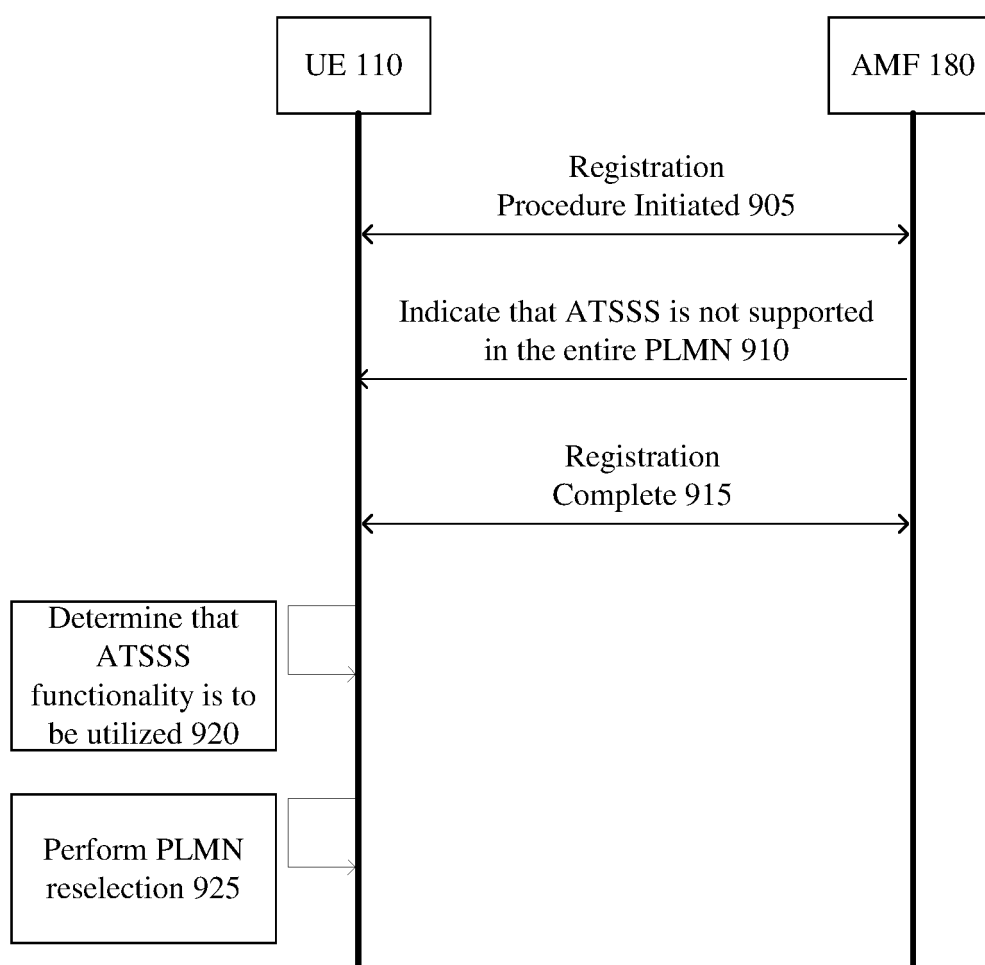 UE 110
AMF 180
Registration
Procedure Initiated 905
Indicate that ATSSS is not supported
in the entire PLMN 910
Registration
Complete 915
Determine that
ATSSS
functionality is to
be utilized 920
Perform PLMN
reselection 925